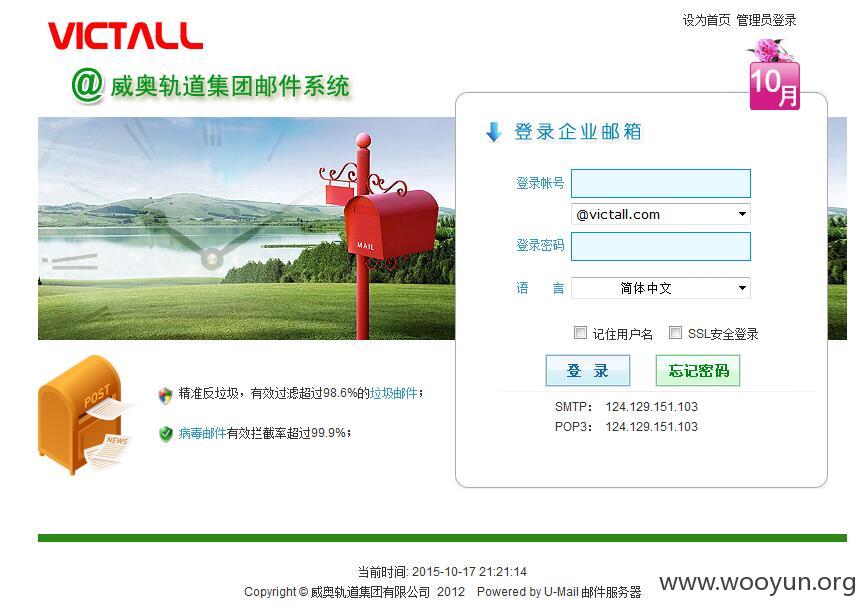 设为首页 管理员登录
VICTALL
@威奥轨道集团邮件系统
10月
登录企业邮箱
登录帐号
@victall.com
登录密码
语 言 简体中文
记住用户名 SSL安全登录
登 录 忘记密码
SMTP: 124.129.151.103
POP3: 124.129.151.103
MAIL
POST
NEWS
精准反垃圾，有效过滤超过98.6%的垃圾邮件；
病毒邮件有效拦截率超过99.9%；
当前时间: 2015-10-17 21:21:14
Copyright © 威奥轨道集团有限公司 2012 Powered by U-Mail 邮件服务器
www.wooyun.org